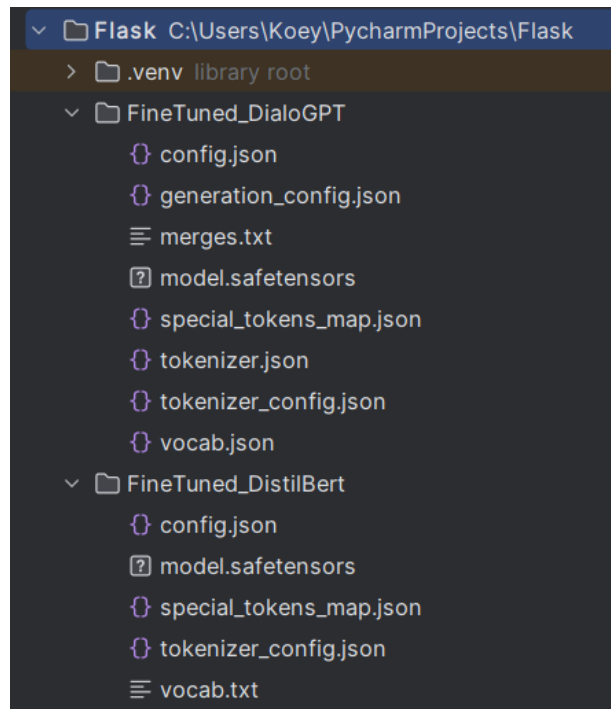 Flask C:\Users\Koey\PycharmProjects\Flask
.venv library root
FineTuned_DialoGPT
config.json
generation_config.json
merges.txt
model.safetensors
special_tokens_map.json
tokenizer.json
tokenizer_config.json
vocab.json
FineTuned_DistilBert
config.json
model.safetensors
special_tokens_map.json
tokenizer_config.json
vocab.txt